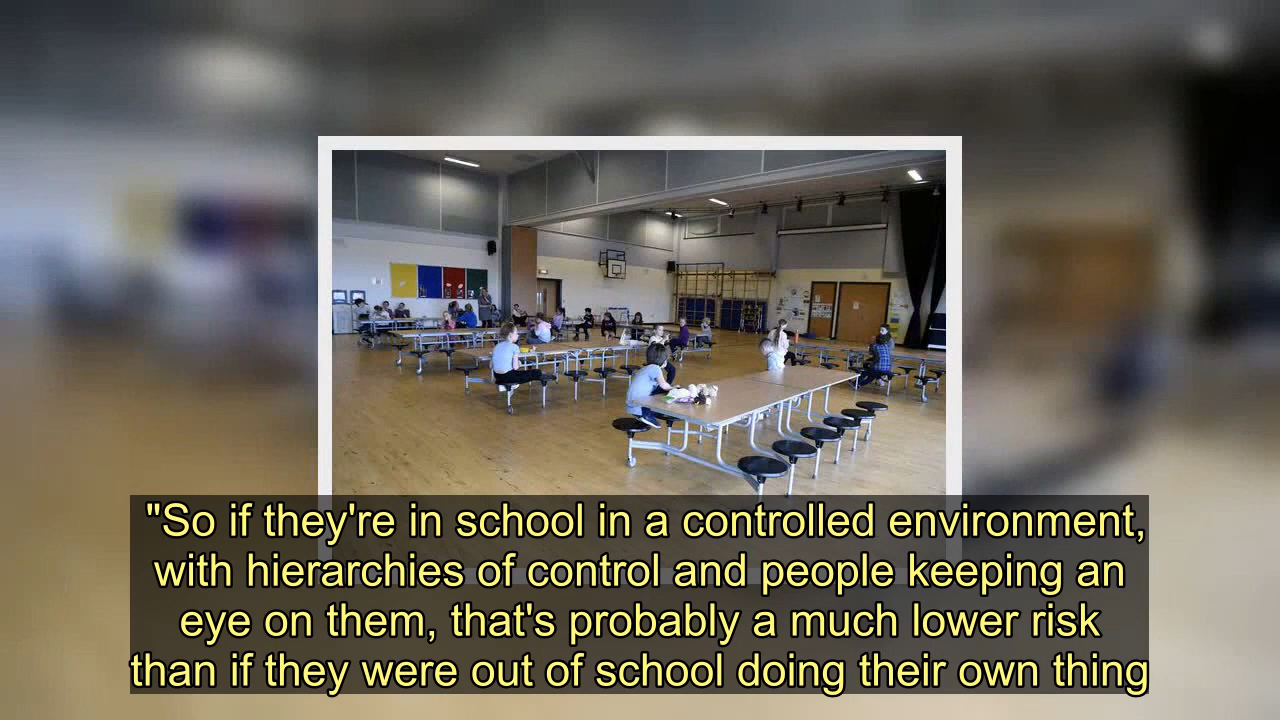 "So if they're in school in a controlled environment,
with hierarchies of control and people keeping an
eye on them, that's probably a much lower risk
than if they were out of school doing their own thing